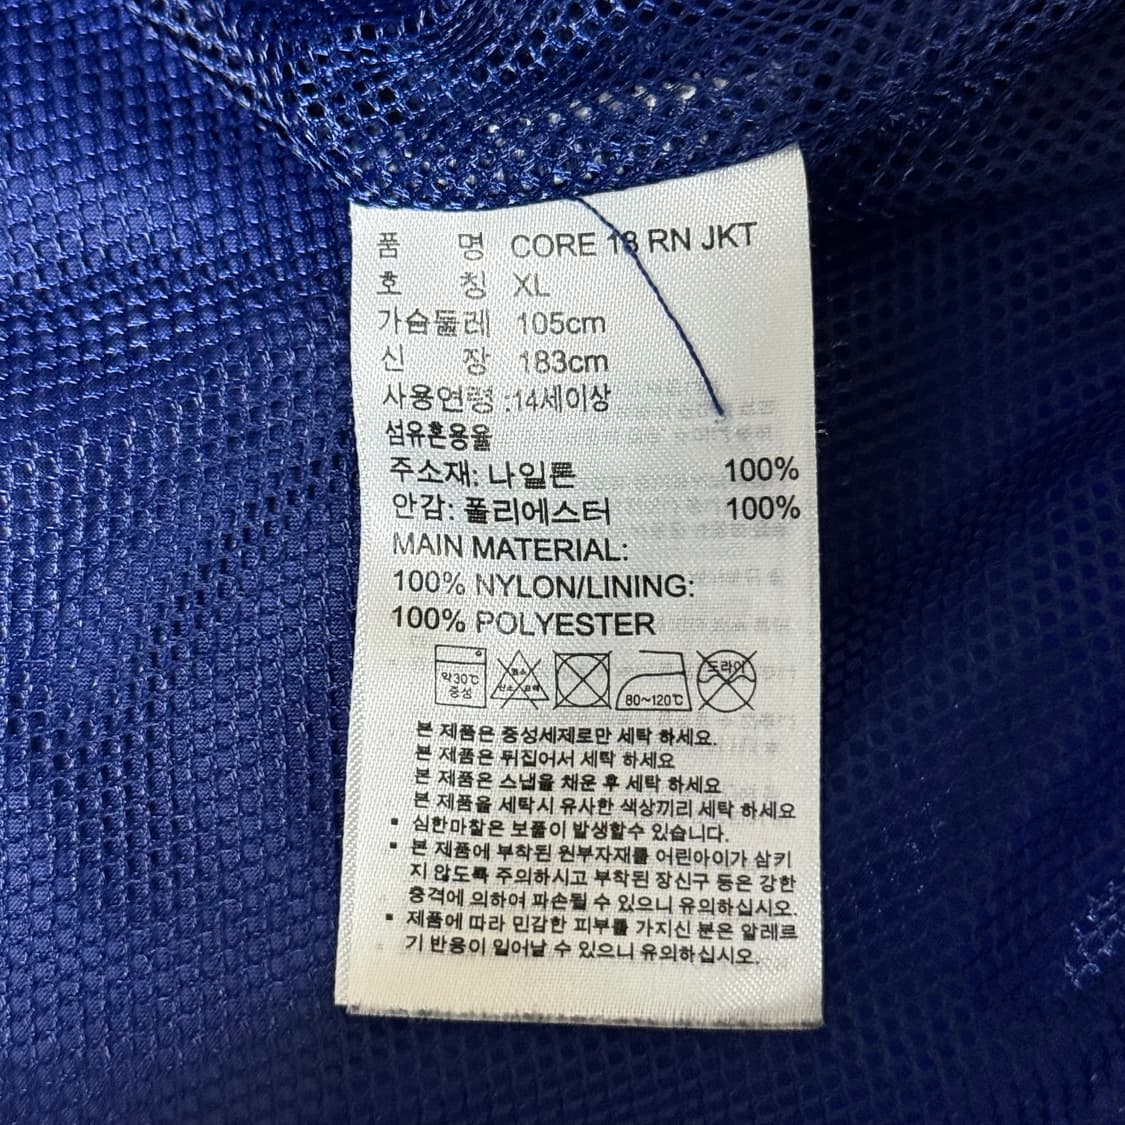 품 명 CORE 18 RN JKT
호 칭 XL
가슴둘레 105cm
신 장 183cm
사용연령 :14세이상
섬유혼용율
주소재: 나일론 100%
안감: 폴리에스터 100%
MAIN MATERIAL:
100% NYLON/LINING:
100% POLYESTER
약30℃
중성
80~120℃
드라이
본 제품은 중성세제로만 세탁 하세요.
본 제품은 뒤집어서 세탁 하세요
본 제품은 스냅을 채운 후 세탁 하세요
본 제품을 세탁시 유사한 색상끼리 세탁 하세요
▪ 심한마찰은 보풀이 발생할수 있습니다.
▪ 본 제품에 부착된 원부자재를 어린아이가 삼키
지 않도록 주의하시고 부착된 장신구 등은 강한
충격에 의하여 파손될 수 있으니 유의하십시오.
▪ 제품에 따라 민감한 피부를 가지신 분은 알레르
기 반응이 일어날 수 있으니 유의하십시오.